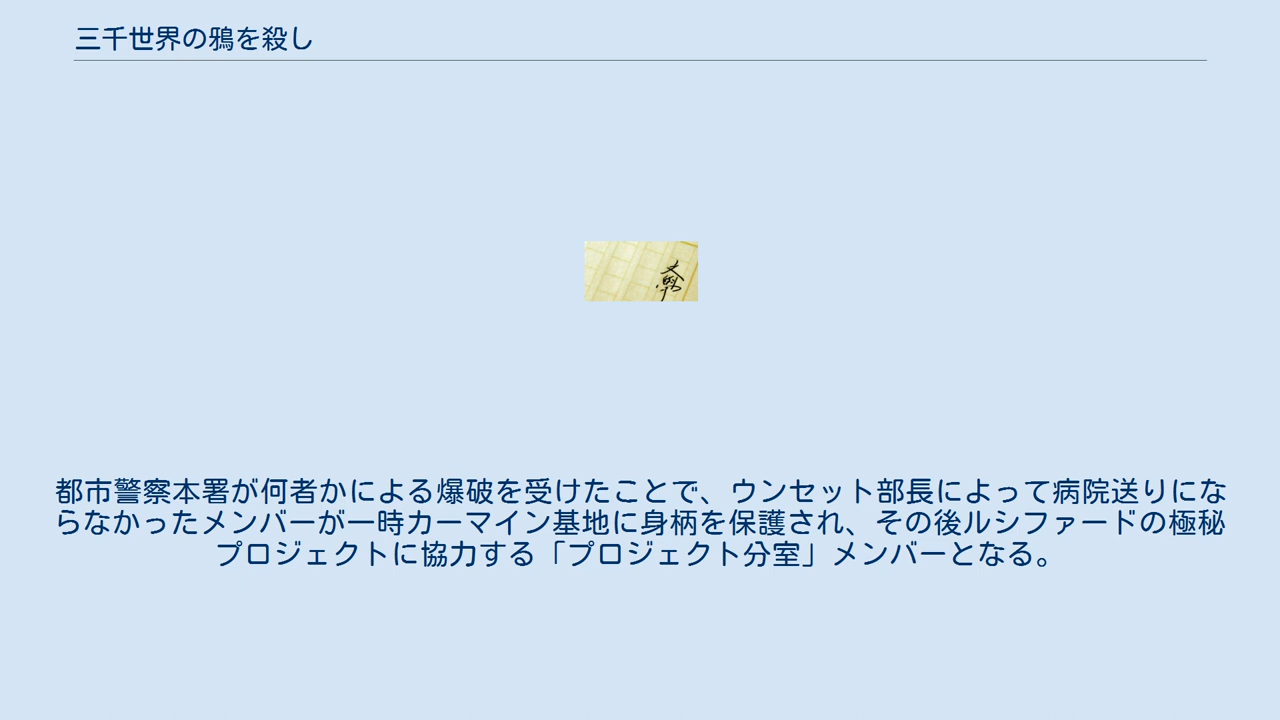 三千世界の鴉を殺し
都市警察本署が何者かによる爆破を受けたことで、ウンセット部長によって病院送りにな
らなかったメンバーが一時カーマイン基地に身柄を保護され、その後ルシファードの極秘
プロジェクトに協力する「プロジェクト分室」メンバーとなる。